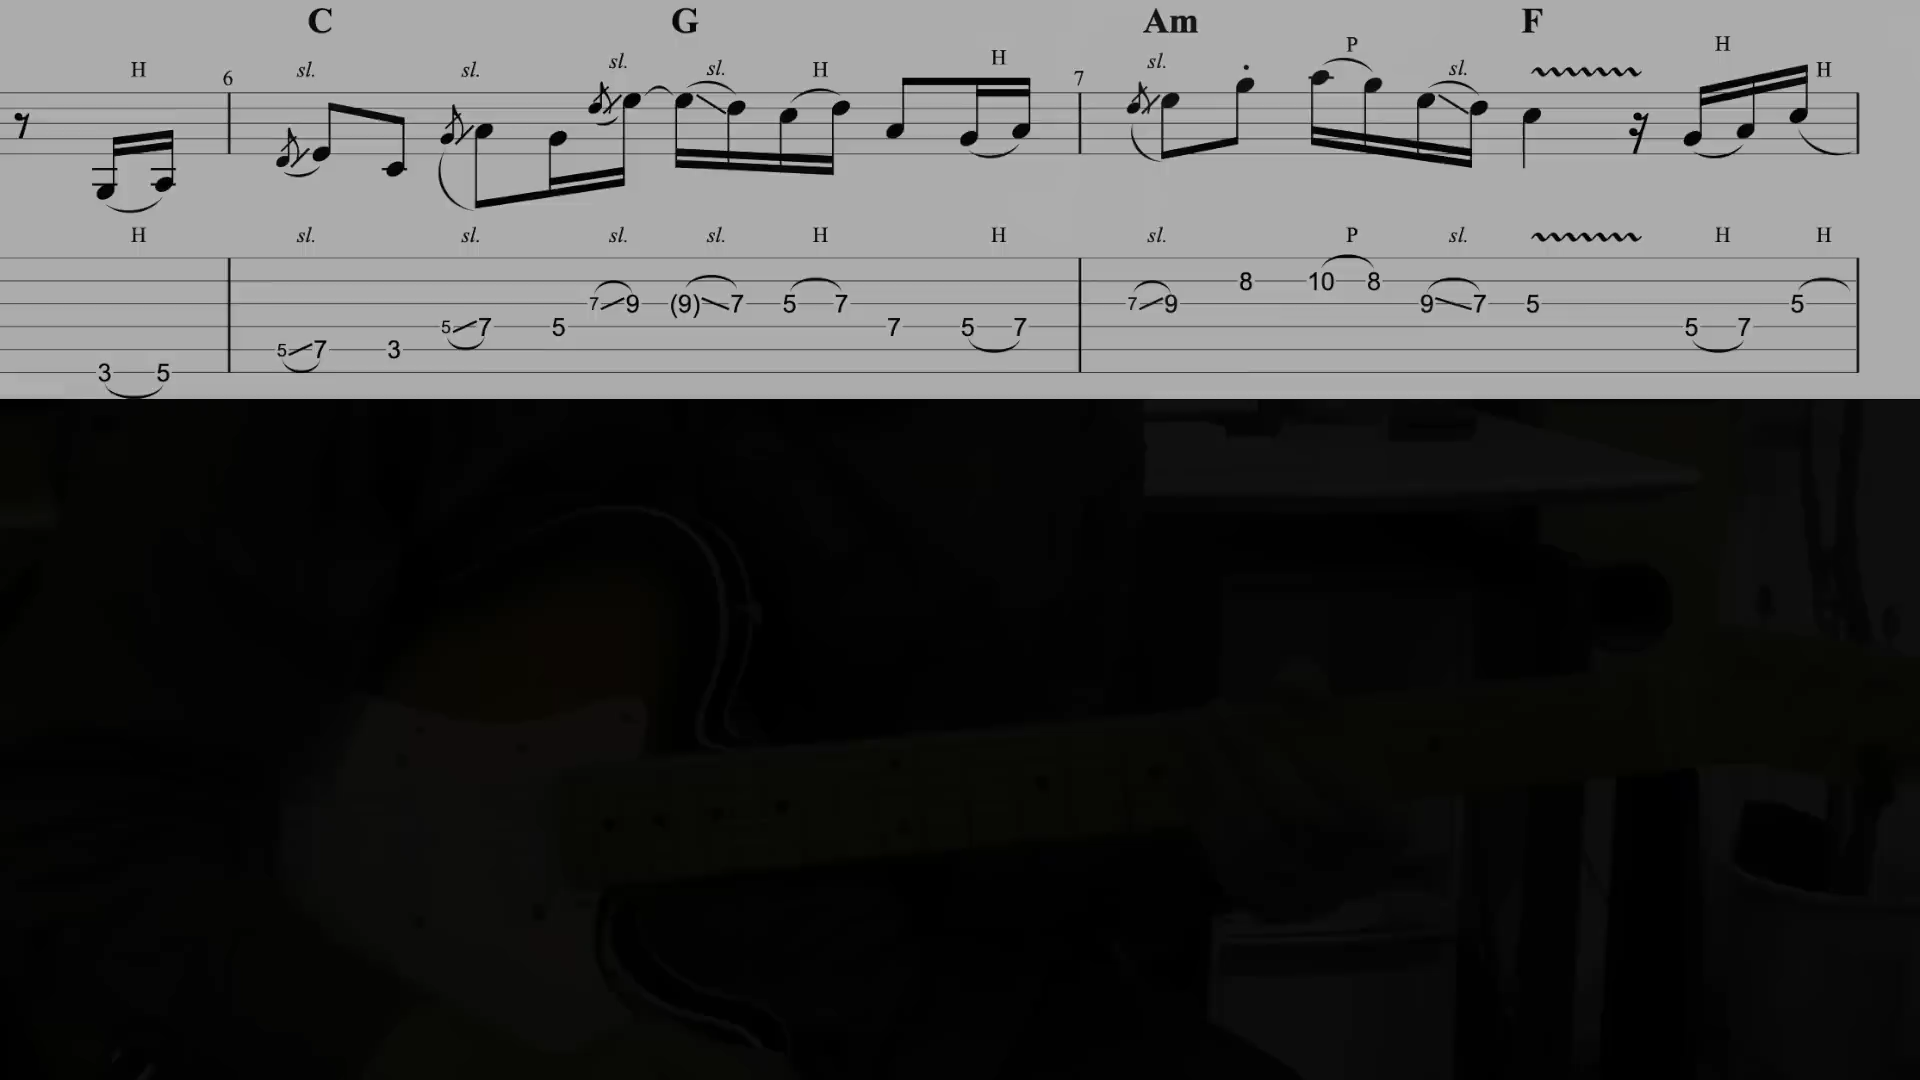 C G Am F
H sl. sl. sl. sl. H H sl. P sl. H H
6 7
H sl. sl. sl. sl. H H sl. P sl. H H
8 10 8
7 9 (9) 7 5 7 7 9 9 7 5 5
5 7 5 7 5 7 5 7
5 7 3
3 5